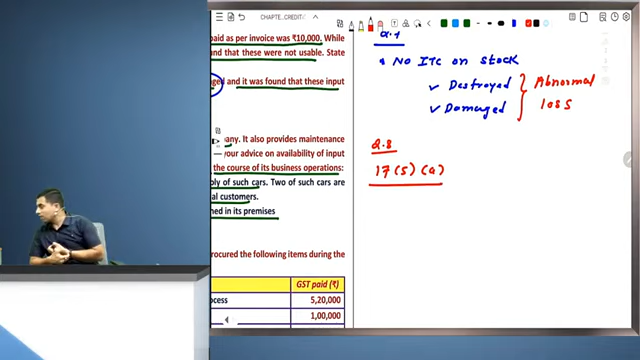 CHAPTE.. CREDIT/
paid as per invoice was ₹10,000. While
und that these were not usable. State
ged and it was found that these input
pany. It also provides maintenance
your advice on availability of input
the course of its business operations:
ply of such cars. Two of such cars are
al customers.
ned in its premises
rocured the following items during the
GST paid (₹)
ocess 5,20,000
1,00,000
No ITC on stock
✓ Destroyed
✓ Damaged
Abnormal
loss
Q.8
17(5)(a)